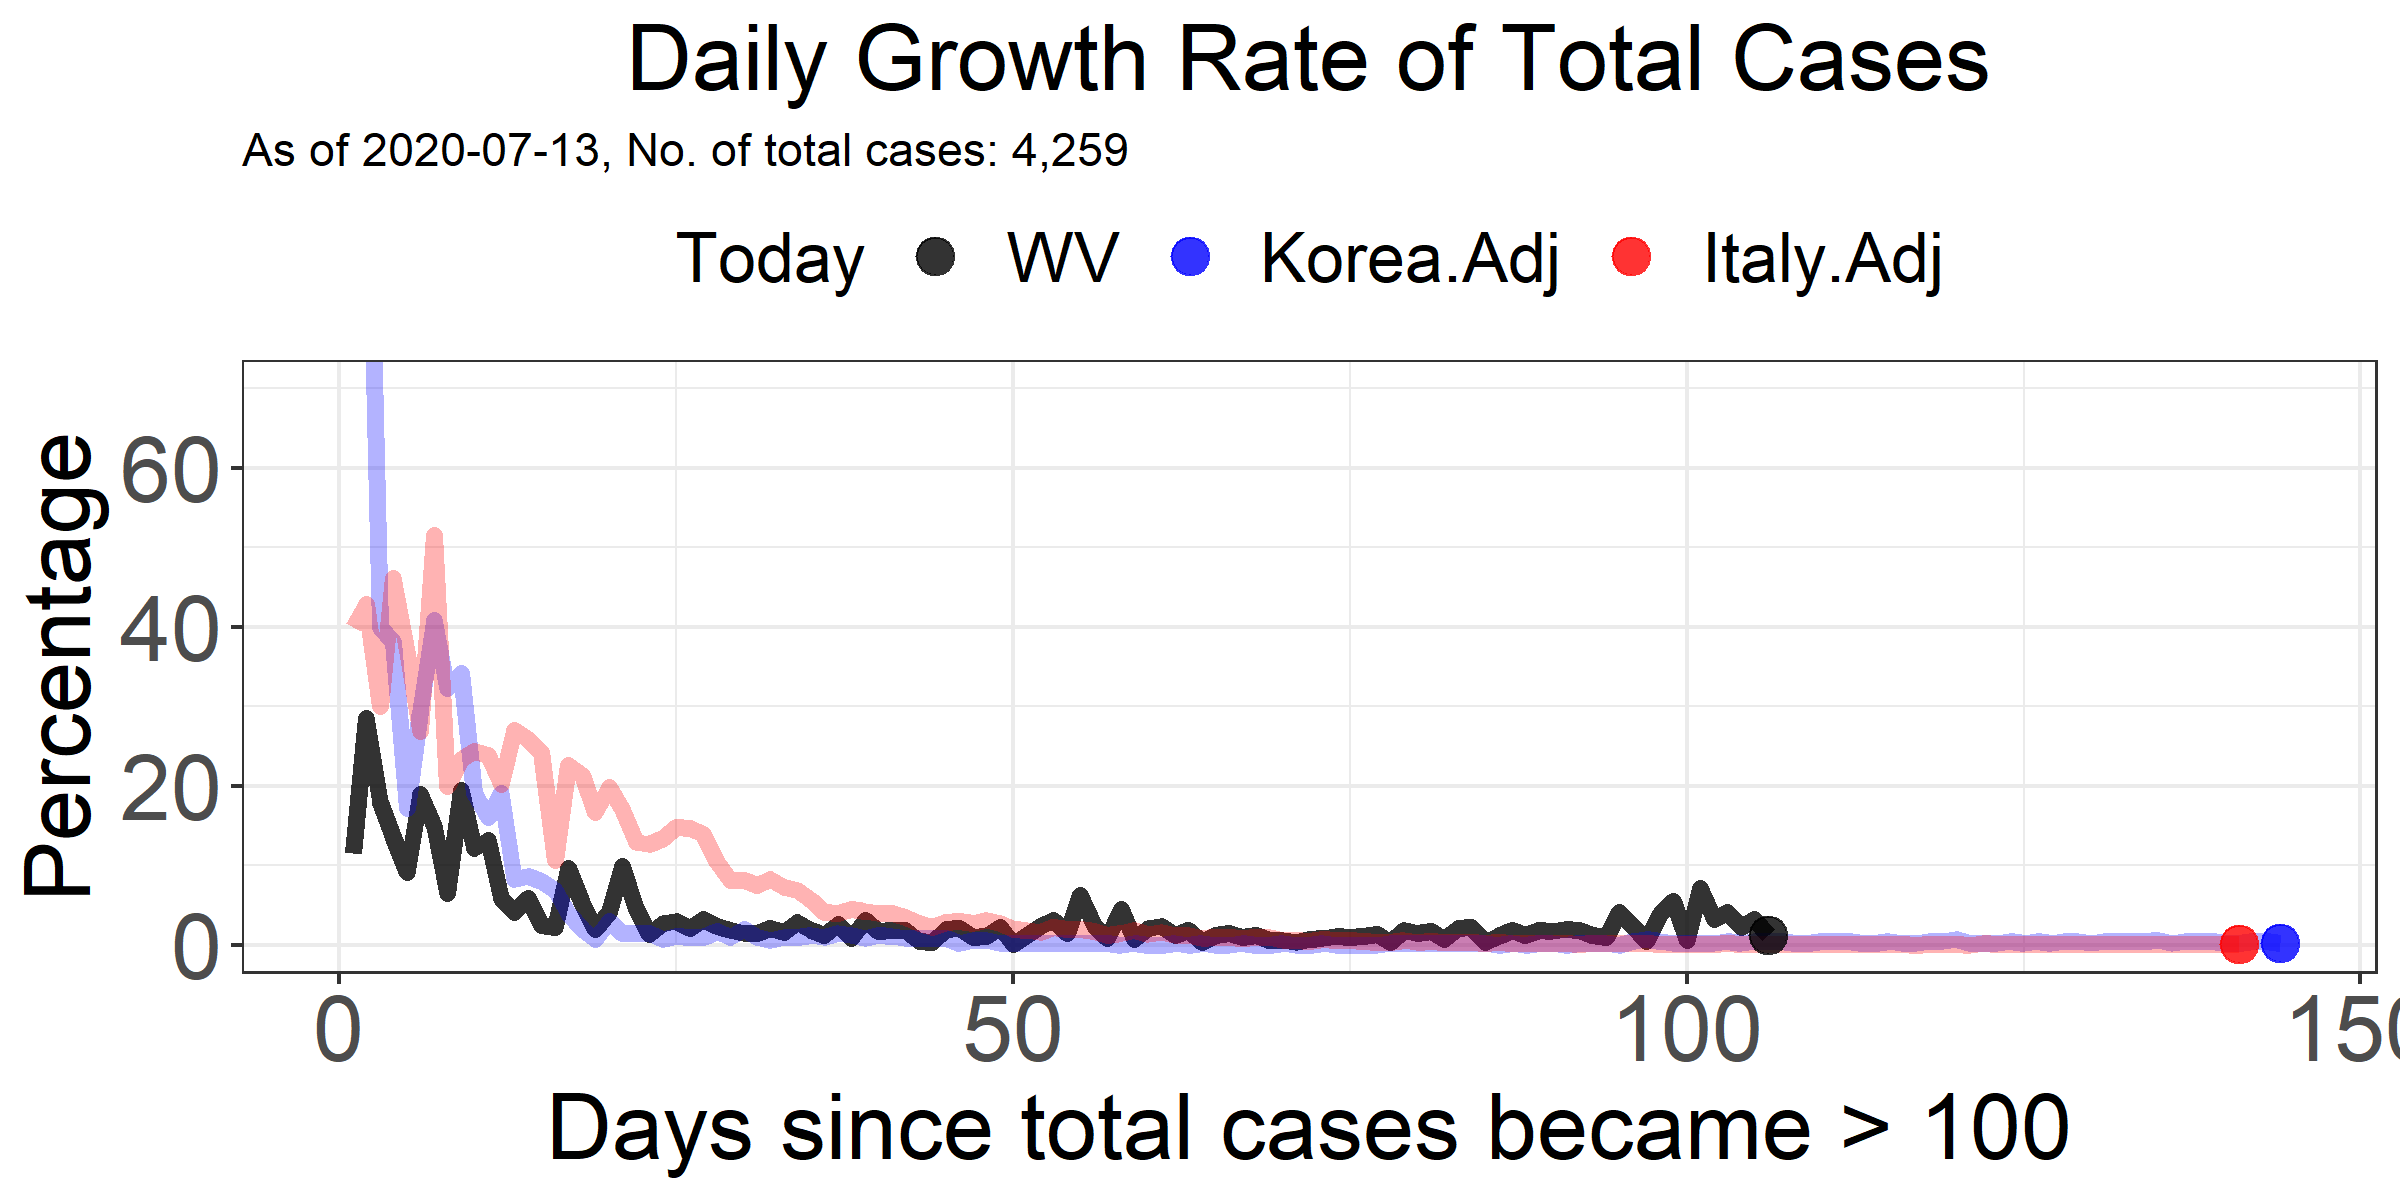 Daily Growth Rate of Total Cases
As of 2020-07-13, No. of total cases: 4,259
Today WV Korea.Adj Italy.Adj
Percentage
60
40
20
0
0 50 100 150
Days since total cases became > 100